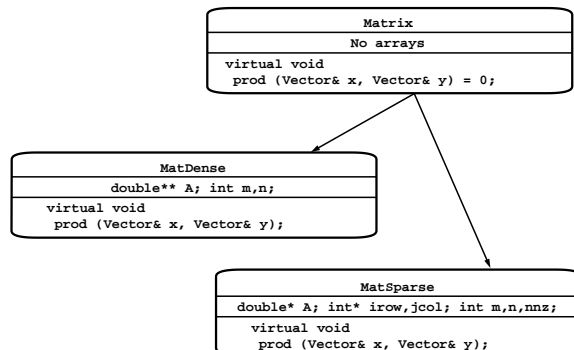 Matrix
No arrays
virtual void
prod (Vector& x, Vector& y) = 0;
MatDense
double** A; int m,n;
virtual void
prod (Vector& x, Vector& y);
MatSparse
double* A; int* irow,jcol; int m,n,nnz;
virtual void
prod (Vector& x, Vector& y);